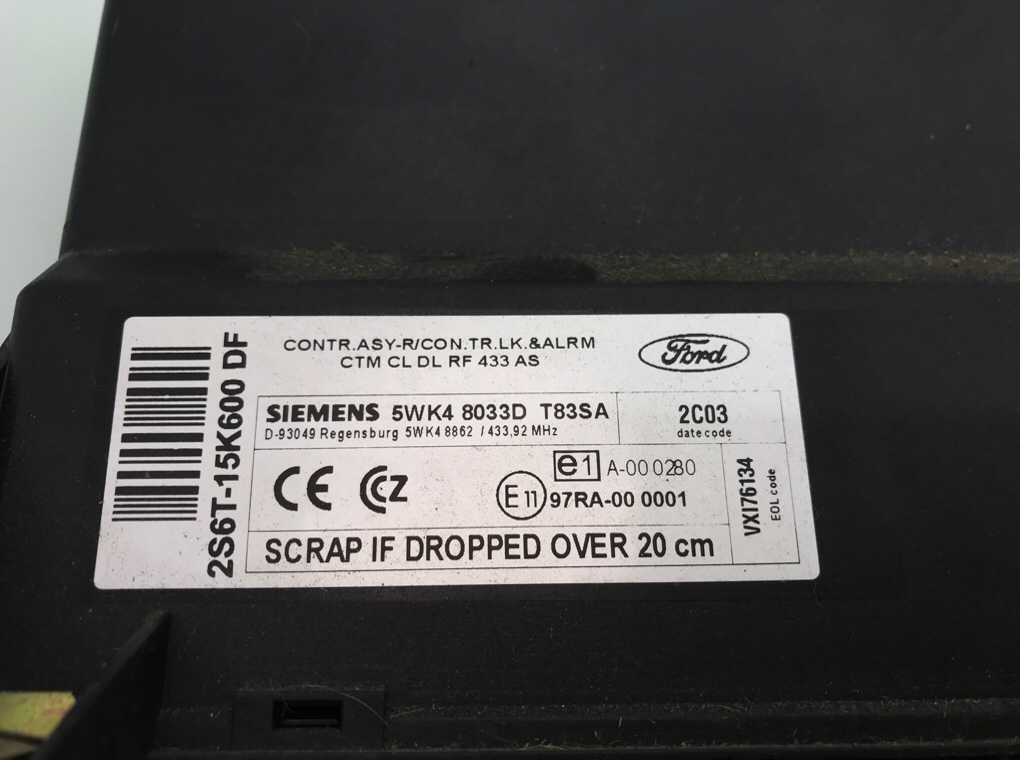 2S6T-15K600 DF
CONTR.ASY-R/CON.TR.LK.&ALRM
CTM CL DL RF 433 AS
Ford
SIEMENS 5WK4 8033D T83SA
D-93049 Regensburg 5WK4 8862 / 433,92 MHz
2C03
datecode
CE CCZ
e1 A-00 0280
E11 97RA-00 0001
VXI76134
EOL code
SCRAP IF DROPPED OVER 20 cm